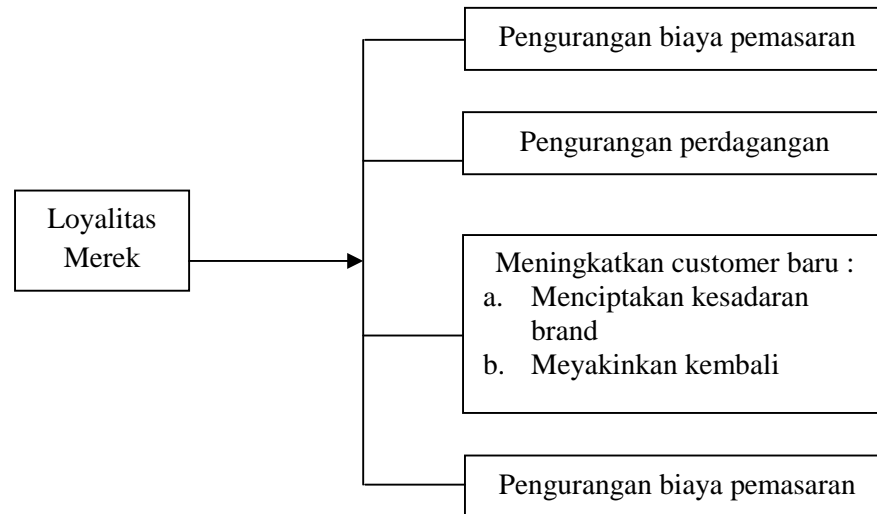 Pengurangan biaya pemasaran
Pengurangan perdagangan
Loyalitas
Merek
Meningkatkan customer baru :
a. Menciptakan kesadaran
brand
b. Meyakinkan kembali
Pengurangan biaya pemasaran